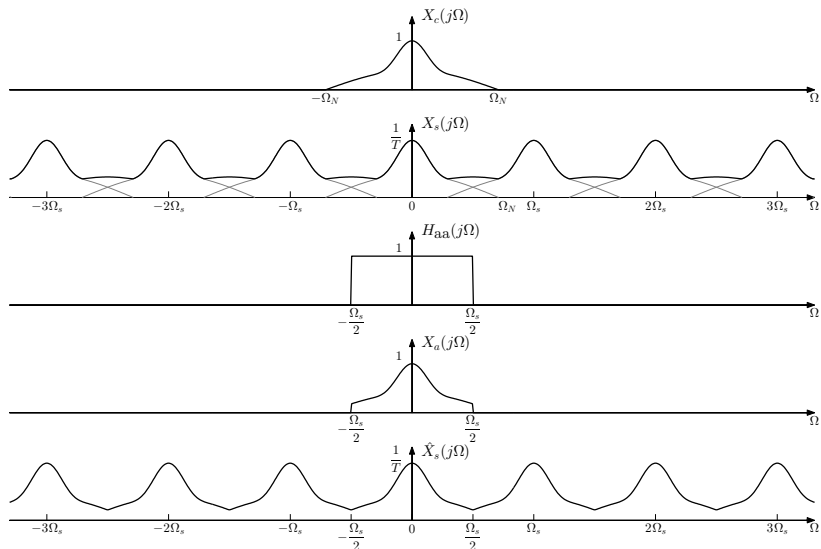 X_c(jΩ)
1
−Ω_N Ω_N Ω
X_s(jΩ)
1/T
−3Ω_s −2Ω_s −Ω_s 0 Ω_N Ω_s 2Ω_s 3Ω_s Ω
H_aa(jΩ)
1
−Ω_s/2 Ω_s/2 Ω
X_a(jΩ)
1
−Ω_s/2 Ω_s/2 Ω
X̂_s(jΩ)
1/T
−3Ω_s −2Ω_s −Ω_s −Ω_s/2 0 Ω_s/2 Ω_s 2Ω_s 3Ω_s Ω